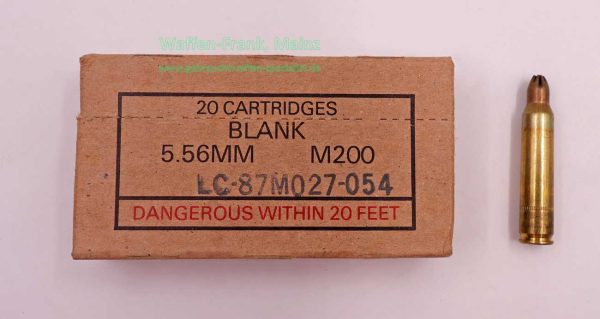 Waffen-Frank, Mainz
20 CARTRIDGES
BLANK
5.56MM M200
LC-87M027-054
DANGEROUS WITHIN 20 FEET